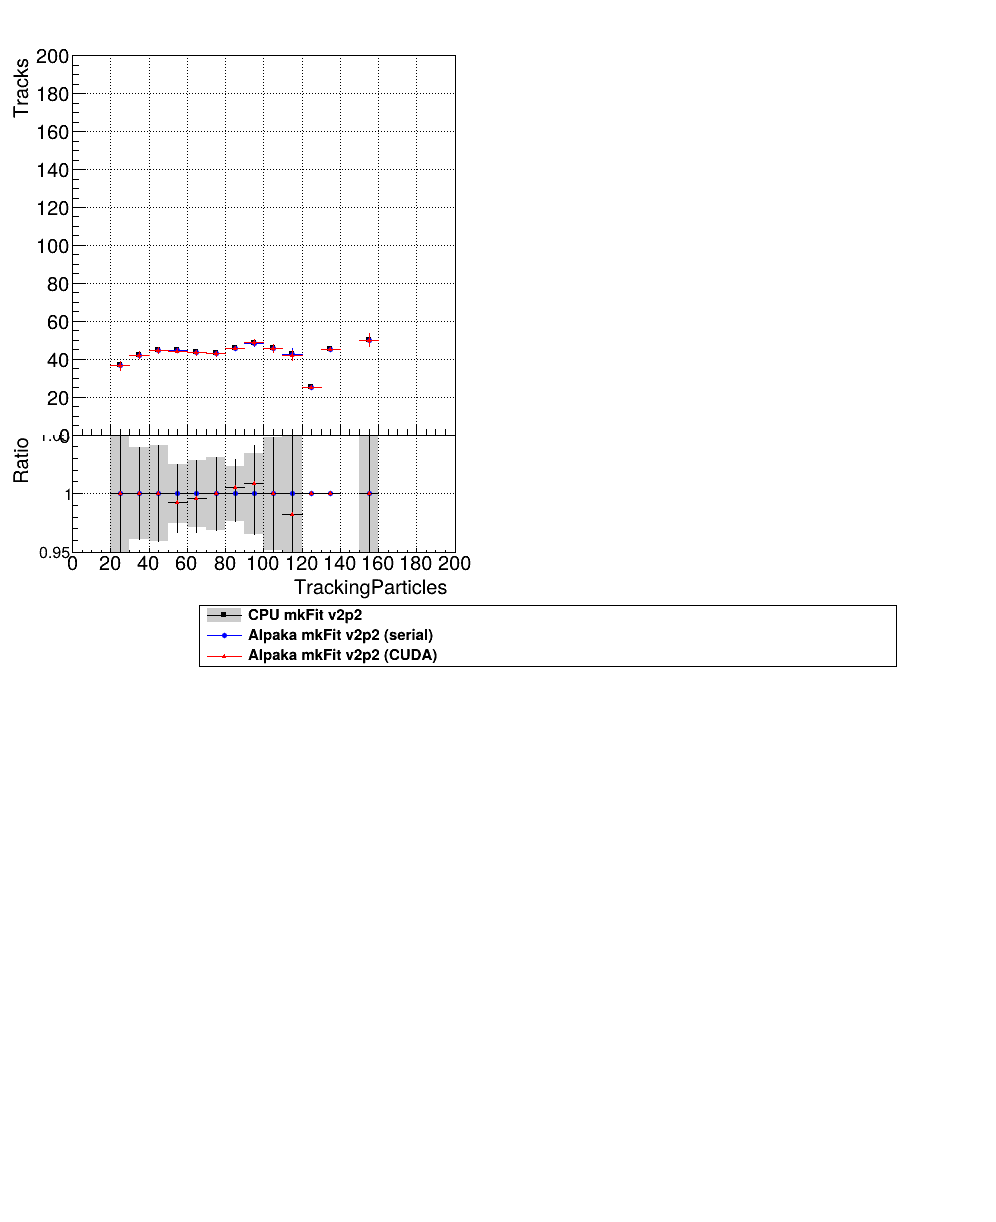 Tracks
200
180
160
140
120
100
80
60
40
20
0
Ratio
1
0.95
0 20 40 60 80 100 120 140 160 180 200
TrackingParticles
CPU mkFit v2p2
Alpaka mkFit v2p2 (serial)
Alpaka mkFit v2p2 (CUDA)